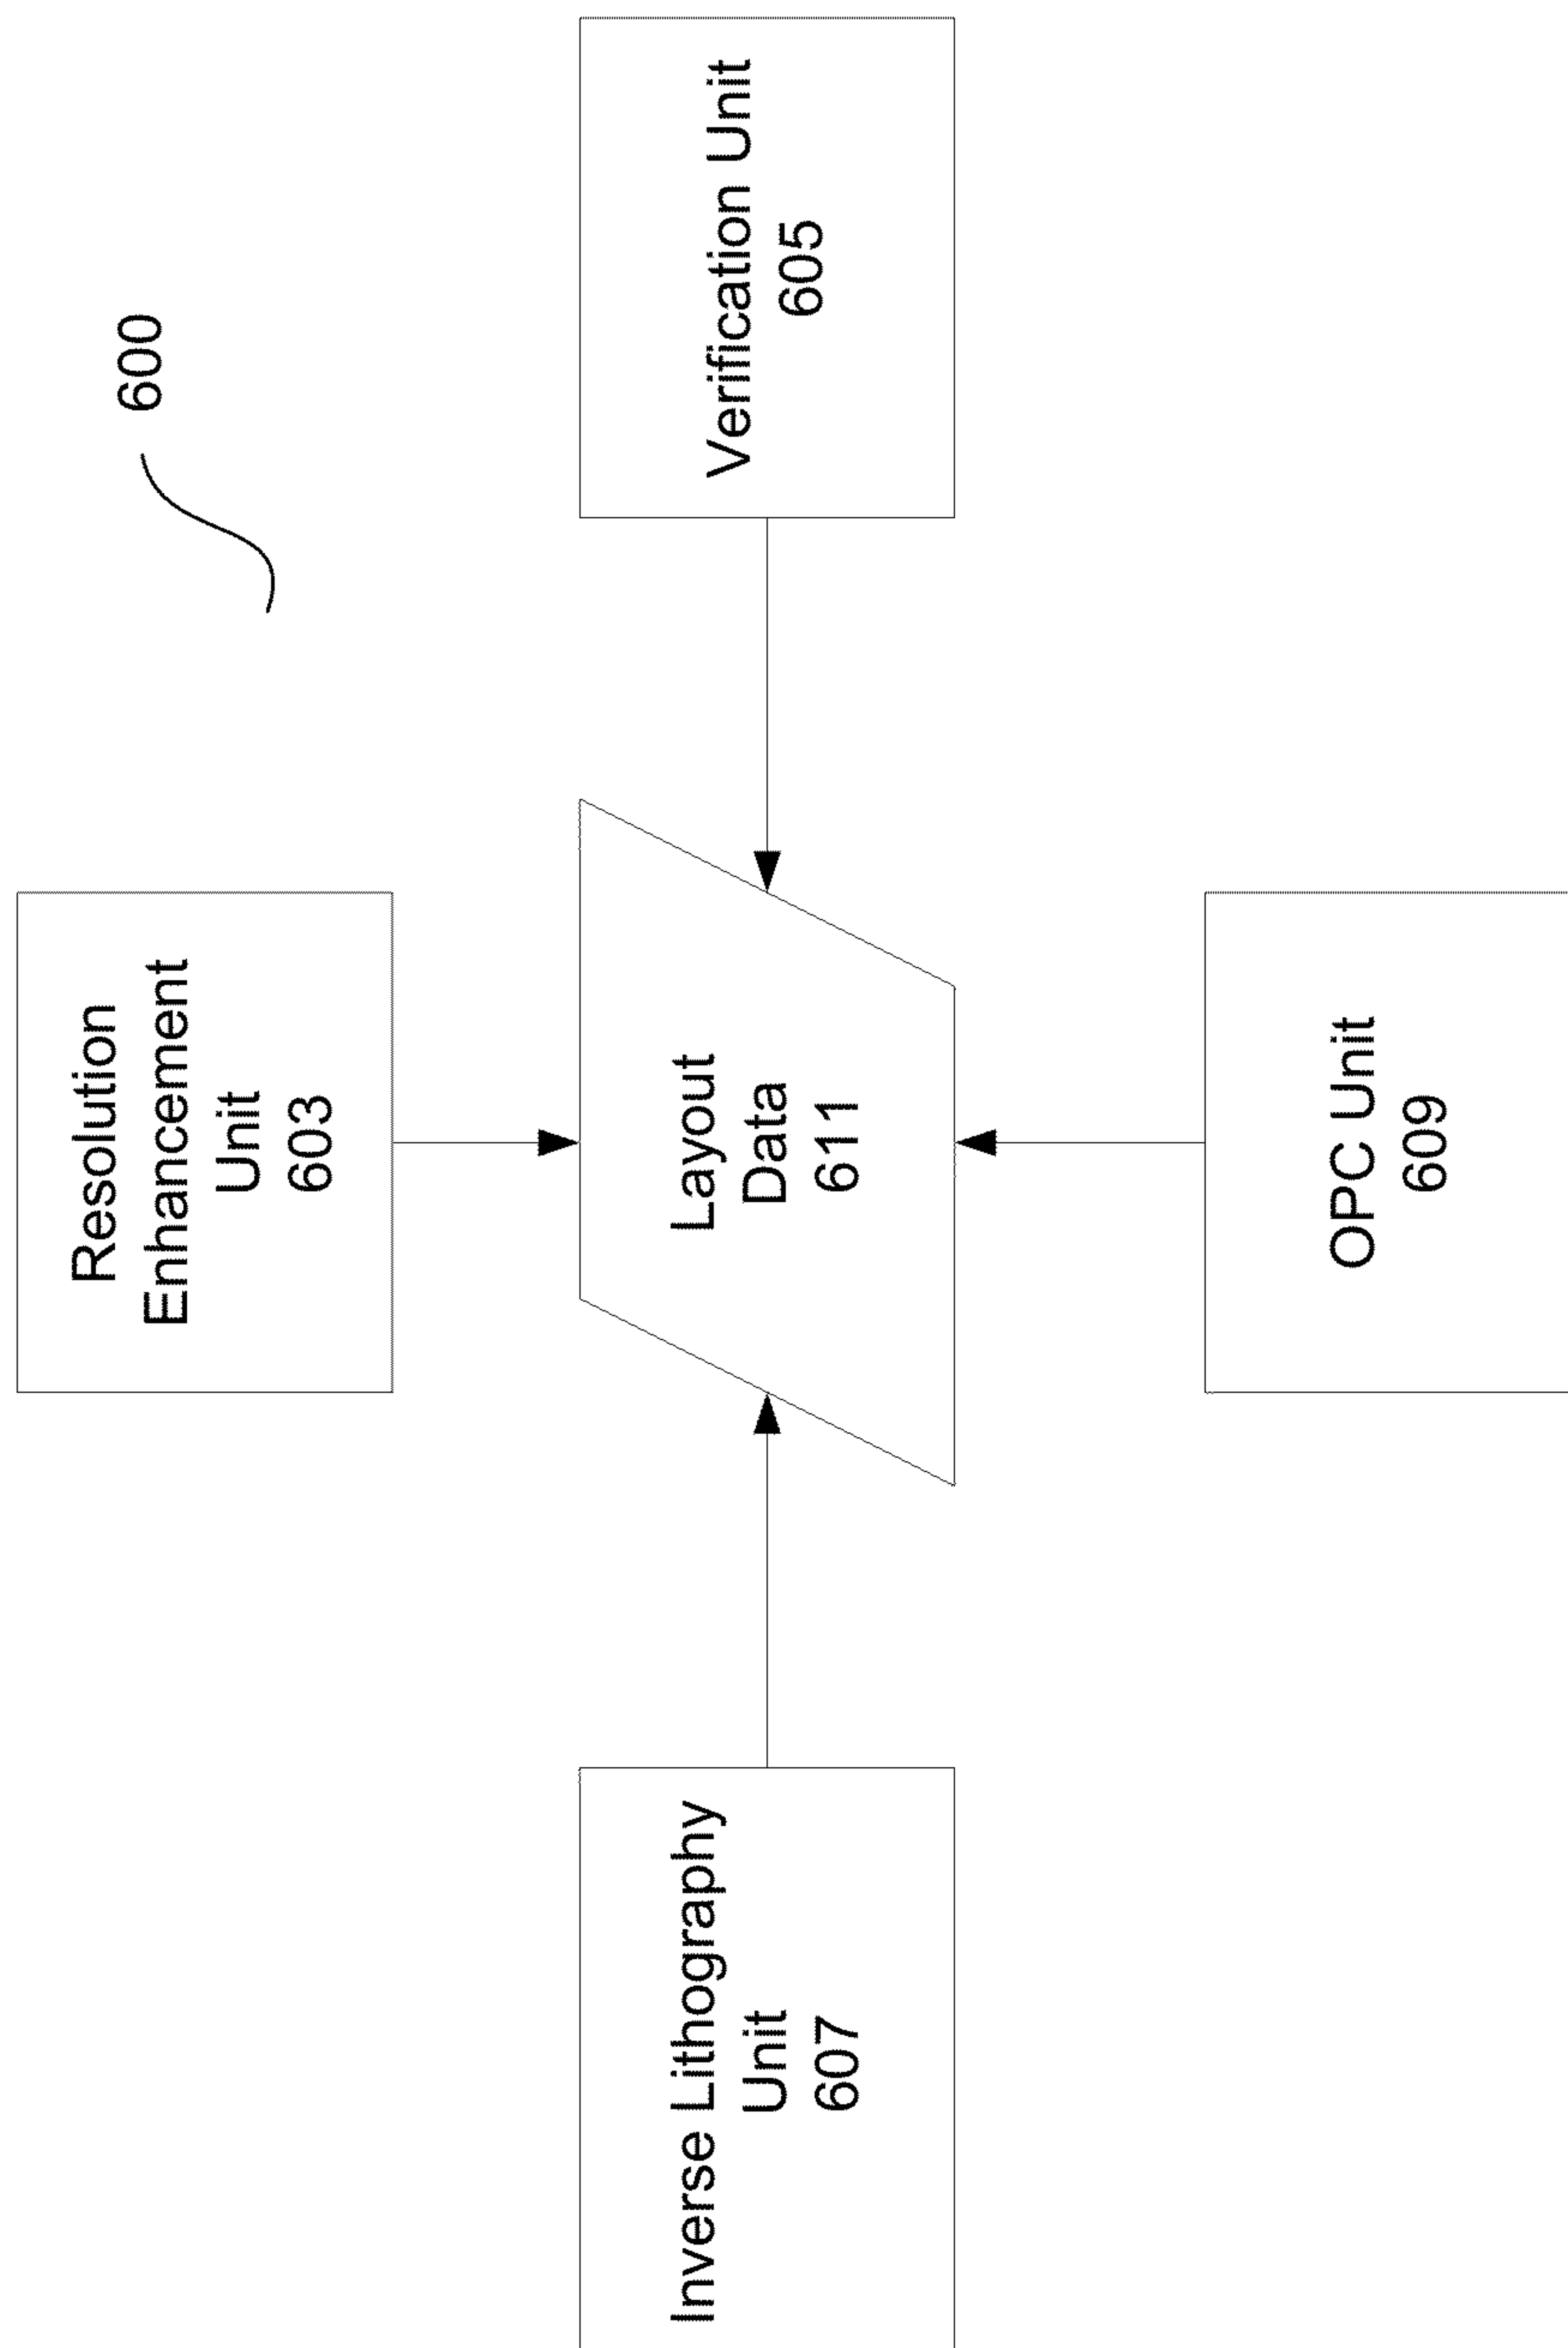 600
Resolution
Enhancement
Unit
603
Inverse Lithography
Unit
607
Layout
Data
611
Verification Unit
605
OPC Unit
609